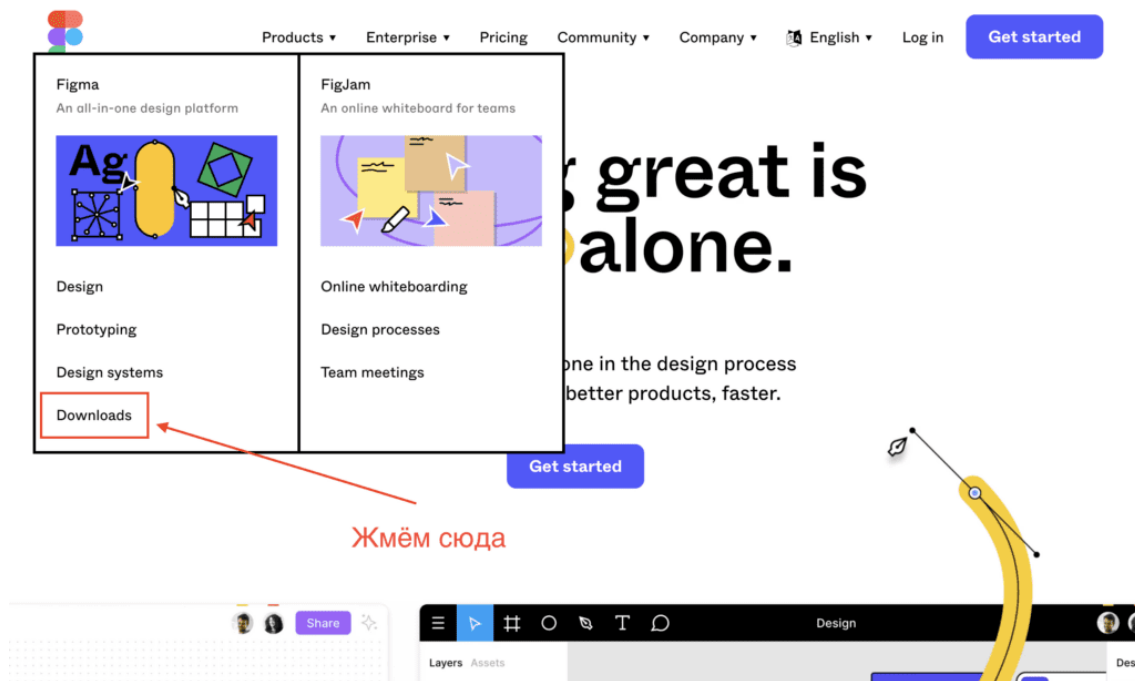 Products ▾ Enterprise ▾ Pricing Community ▾ Company ▾ English ▾ Log in Get started
Figma
An all-in-one design platform
Ag
Design
Prototyping
Design systems
Downloads
FigJam
An online whiteboard for teams
Online whiteboarding
Design processes
Team meetings
great is
alone.
in the design process
better products, faster.
Get started
Жмём сюда
Share
Design
Layers Assets